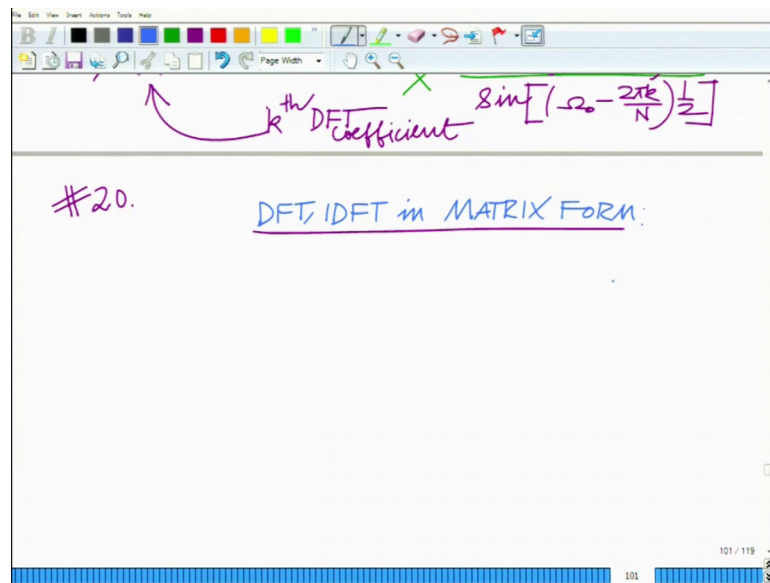 File Edit View Insert Actions Tools Help
B I
Page Width
sin[(Ω₀ - 2πk/N) 1/2]
kth DFT coefficient
#20. DFT, IDFT in MATRIX FORM:
101 / 119
101